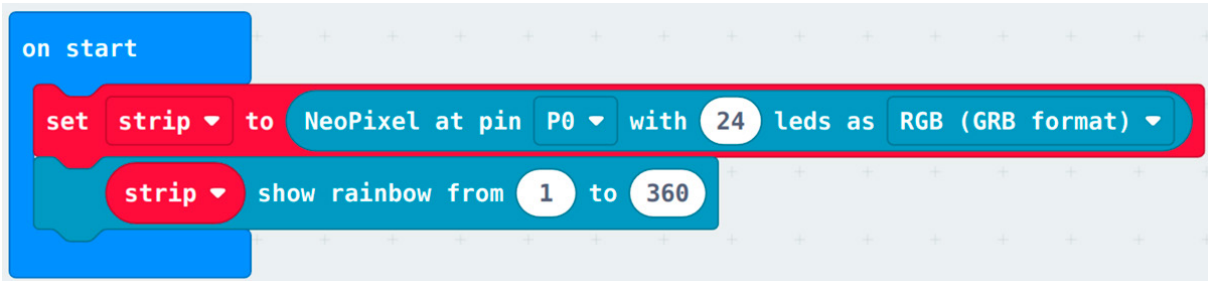 on start
set strip to NeoPixel at pin P0 with 24 leds as RGB (GRB format)
strip show rainbow from 1 to 360